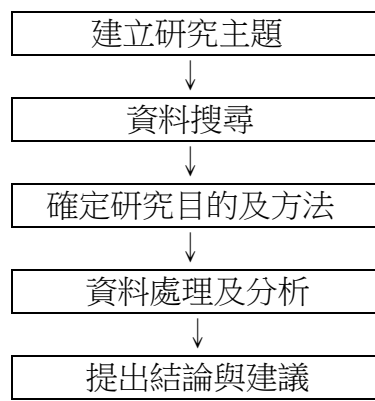 建立研究主題
資料搜尋
確定研究目的及方法
資料處理及分析
提出結論與建議